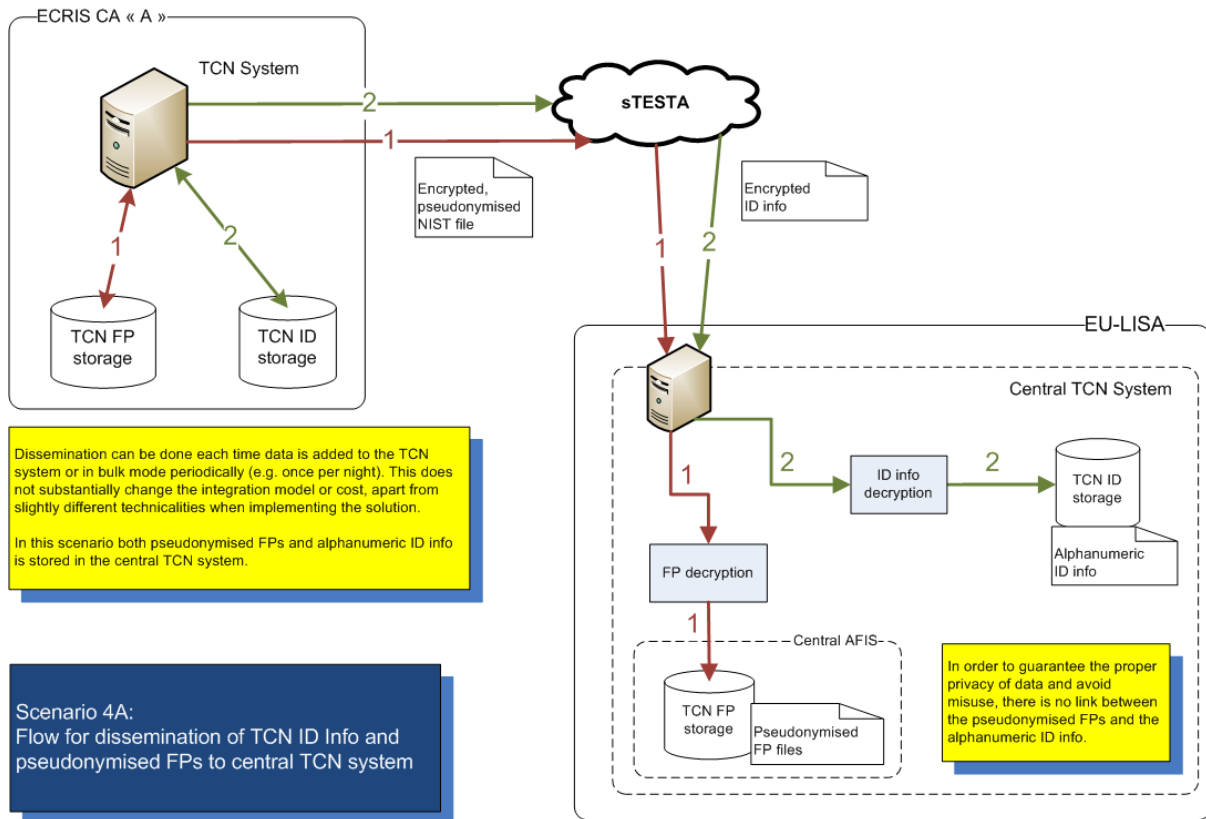 ECRIS CA « A »
TCN System
2
1
sTESTA
Encrypted,
pseudonymised
NIST file
Encrypted
ID info
1
2
1
2
TCN FP
storage
TCN ID
storage
EU-LISA
Central TCN System
Dissemination can be done each time data is added to the TCN
system or in bulk mode periodically (e.g. once per night). This does
not substantially change the integration model or cost, apart from
slightly different technicalities when implementing the solution.
In this scenario both pseudonymised FPs and alphanumeric ID info
is stored in the central TCN system.
1
2
ID info
decryption
2
TCN ID
storage
Alphanumeric
ID info
FP decryption
1
Central AFIS
TCN FP
storage
Pseudonymised
FP files
In order to guarantee the proper
privacy of data and avoid
misuse, there is no link between
the pseudonymised FPs and the
alphanumeric ID info.
Scenario 4A:
Flow for dissemination of TCN ID Info and
pseudonymised FPs to central TCN system